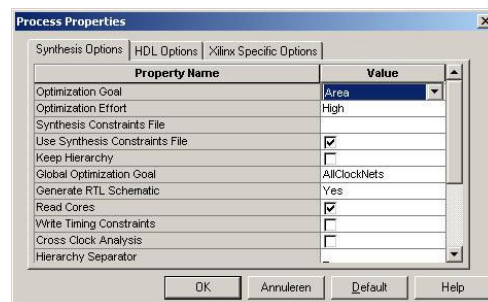 Process Properties
Synthesis Options HDL Options Xilinx Specific Options
Property Name Value
Optimization Goal Area
Optimization Effort High
Synthesis Constraints File
Use Synthesis Constraints File
Keep Hierarchy
Global Optimization Goal AllClockNets
Generate RTL Schematic Yes
Read Cores
Write Timing Constraints
Cross Clock Analysis
Hierarchy Separator _
OK Annuleren Default Help